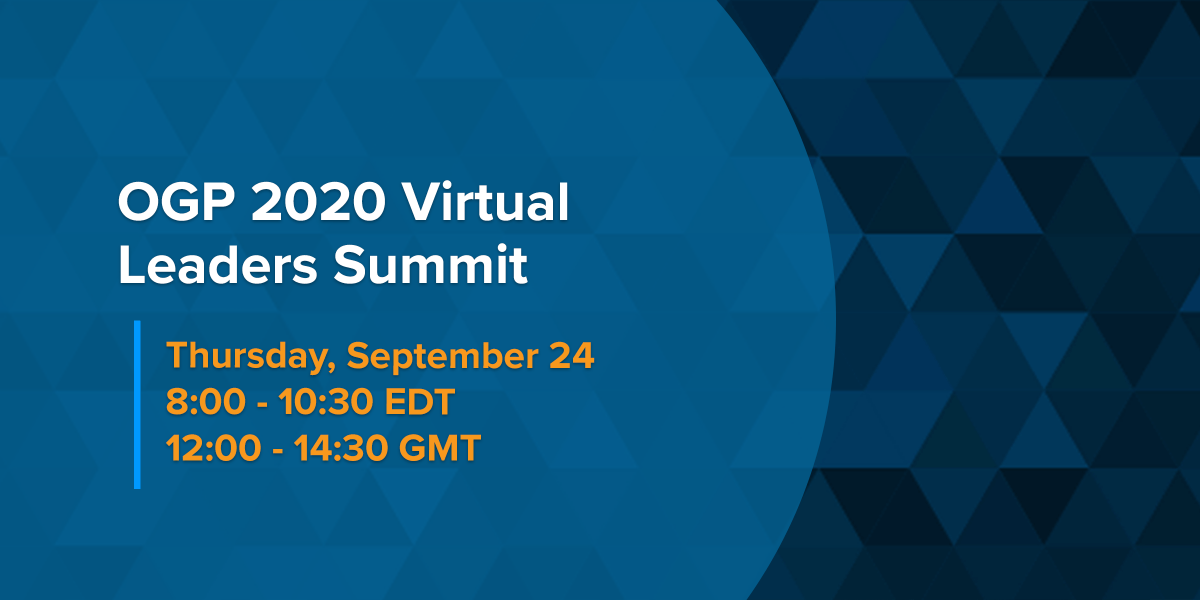 OGP 2020 Virtual
Leaders Summit
Thursday, September 24
8:00 - 10:30 EDT
12:00 - 14:30 GMT